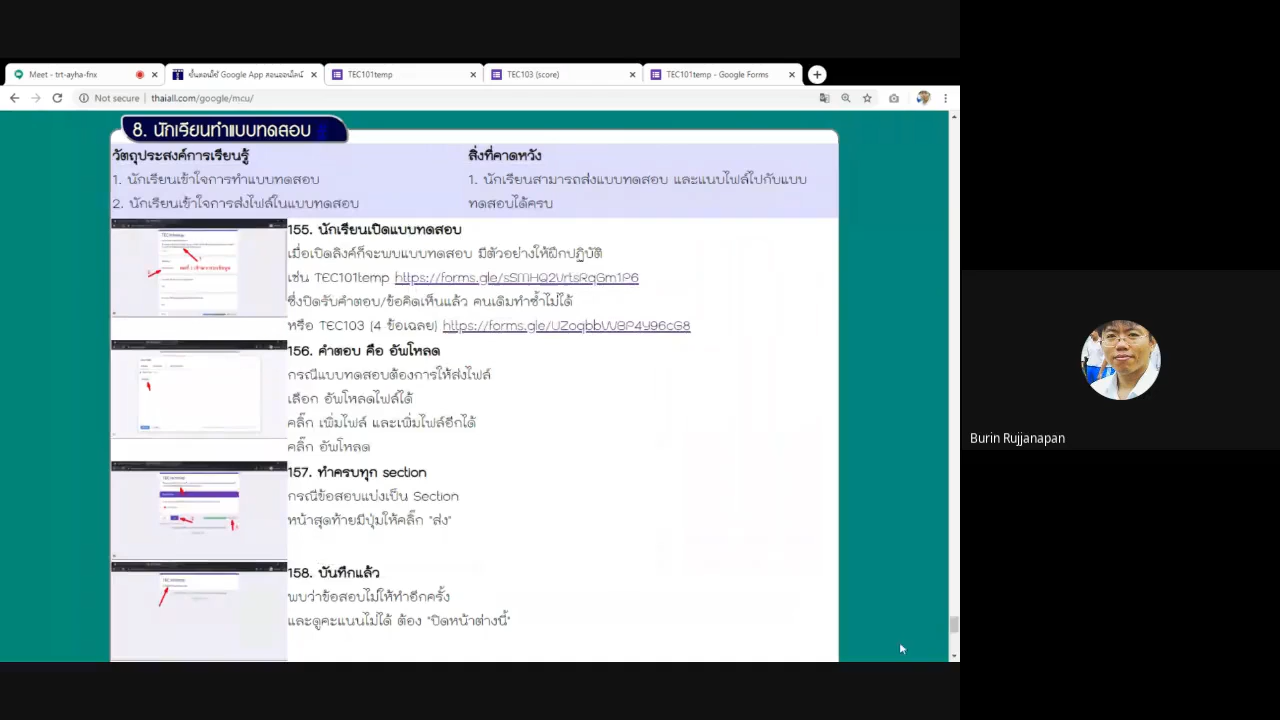 Meet - trt-ayha-fnx
ขั้นตอนใช้ Google App สอนออนไลน์
TEC101temp
TEC103 (score)
TEC101temp - Google Forms
Not secure | thaiall.com/google/mcu/
8. นักเรียนทำแบบทดสอบ
วัตถุประสงค์การเรียนรู้
1. นักเรียนเข้าใจการทำแบบทดสอบ
2. นักเรียนเข้าใจการส่งไฟล์ในแบบทดสอบ
สิ่งที่คาดหวัง
1. นักเรียนสามารถส่งแบบทดสอบ และแนบไฟล์ไปกับแบบ
ทดสอบได้ครบ
155. นักเรียนเปิดแบบทดสอบ
เมื่อเปิดลิงค์ก็จะพบแบบทดสอบ มีตัวอย่างให้ฝึกปฏิบัติ
เช่น TEC101temp https://forms.gle/sSMHQ2UrtsRqGm1P6
ซึ่งปิดรับคำตอบ/ข้อคิดเห็นแล้ว คนเดิมทำซ้ำไม่ได้
หรือ TEC103 (4 ข้อเฉลย) https://forms.gle/UZoqbbWBP4Y96cG8
156. คำตอบ คือ อัพโหลด
กรณีแบบทดสอบต้องการให้ส่งไฟล์
เลือก อัพโหลดไฟล์ได้
คลิ๊ก เพิ่มไฟล์ และเพิ่มไฟล์อีกได้
คลิ๊ก อัพโหลด
157. ทำครบทุก section
กรณีข้อสอบแบ่งเป็น Section
หน้าสุดท้ายมีปุ่มให้คลิ๊ก "ส่ง"
158. บันทึกแล้ว
พบว่าข้อสอบไม่ให้ทำอีกครั้ง
และดูคะแนนไม่ได้ ต้อง "ปิดหน้าต่างนี้"
Burin Rujjanapan